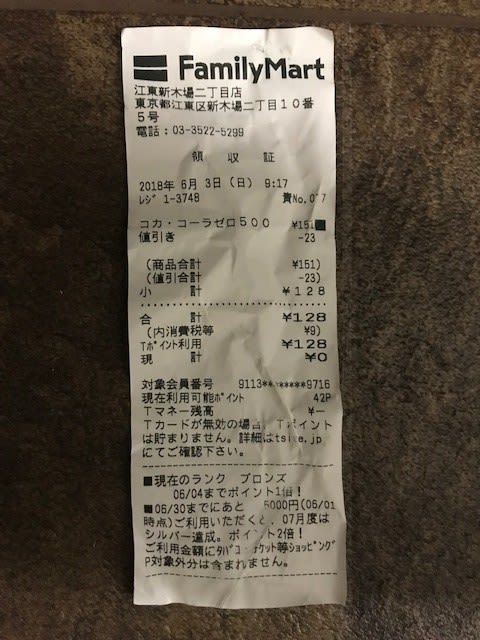 FamilyMart
江東新木場二丁目店
東京都江東区新木場二丁目10番
5号
電話：03-3522-5299
領 収 証
2018年 6月 3日(日) 9:17
ﾚｼﾞ 1-3748 責No.
コカ・コーラゼロ500 ¥151
値引き -23
(商品合計 ¥151)
(値引合計 -23)
小 計 ¥128
合 計 ¥128
(内消費税等 ¥9)
Tポイント利用 ¥128
現 計 ¥0
対象会員番号 9113********9716
現在利用可能ﾎﾟｲﾝﾄ 42P
Tマネー残高 ¥-
Tカードが無効の場合、Tポイント
は貯まりません。詳細はtsite.jp
にてご確認下さい。
■現在のランク ブロンズ
06/04までポイント1倍！
■06/30までにあと 5000円(06/01
時点)ご利用いただくと、07月度は
シルバー達成。ポイント2倍！
ご利用金額にﾀﾊﾞｺ・ﾁｹｯﾄ等ｼｮｯﾋﾟﾝｸﾞ
P対象外分は含まれません。